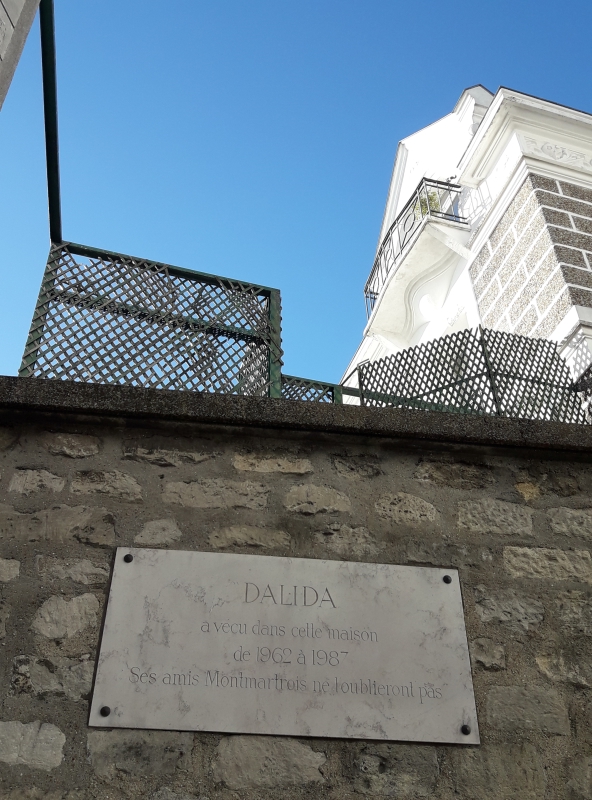 DALIDA
a vécu dans cette maison
de 1962 à 1987
Ses amis Montmartrois ne l'oublieront pas